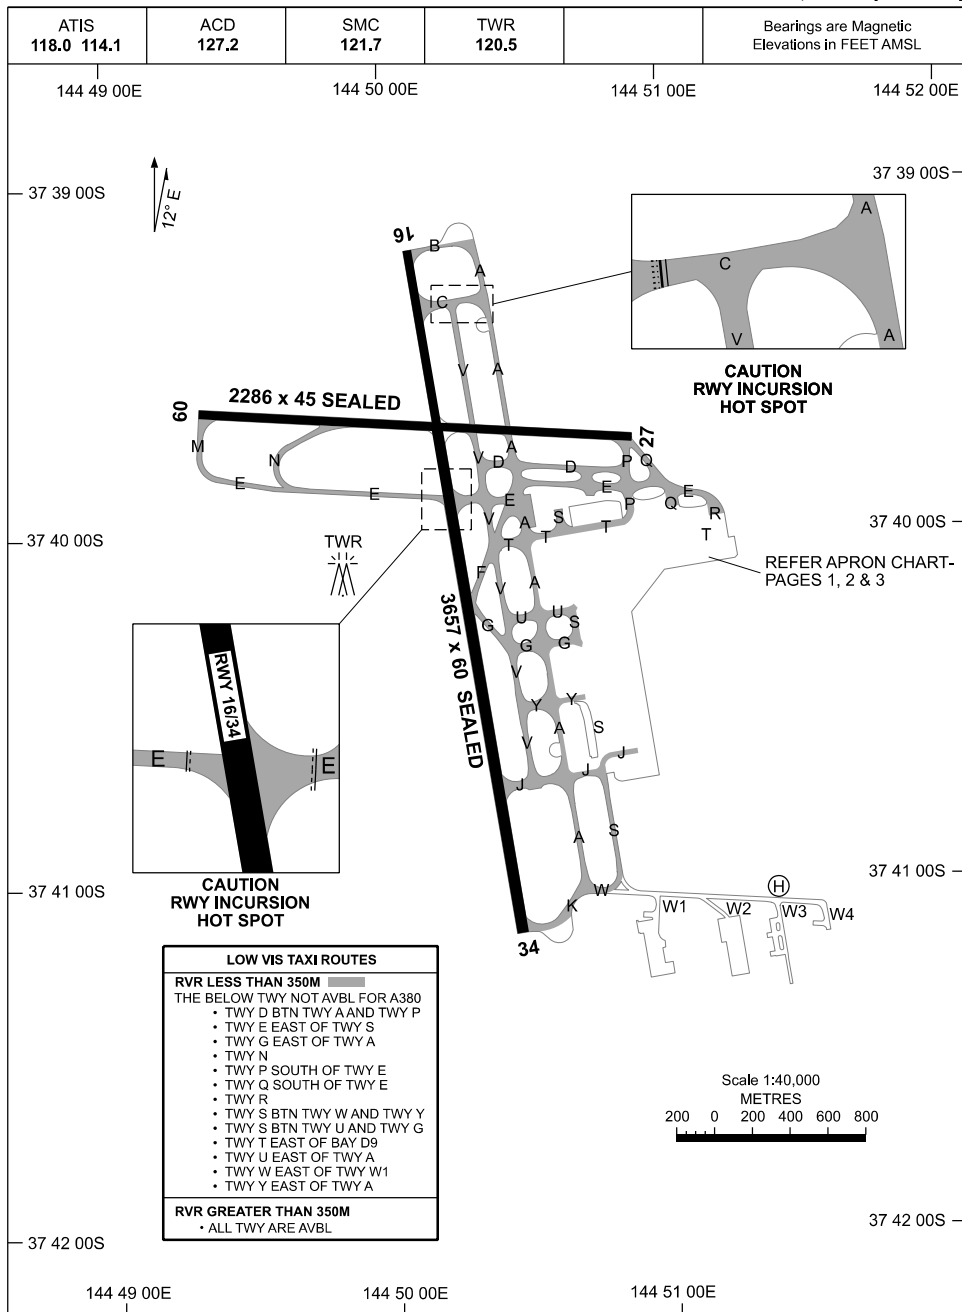 ATIS
118.0 114.1
ACD
127.2
SMC
121.7
TWR
120.5
Bearings are Magnetic
Elevations in FEET AMSL
144 49 00E
144 50 00E
144 51 00E
144 52 00E
37 39 00S
37 39 00S
12° E
16
B
A
C
A
C
V
A
CAUTION
RWY INCURSION
HOT SPOT
V
A
2286 x 45 SEALED
09
27
M
N
E
E
V
D
A
D
P
Q
E
E
P
Q
E
R
T
V
A
S
T
T
T
37 40 00S
37 40 00S
TWR
REFER APRON CHART-
PAGES 1, 2 & 3
F
V
A
G
U
U
S
G
G
3657 x 60 SEALED
V
Y
Y
A
S
V
J
J
J
RWY 16/34
E
E
CAUTION
RWY INCURSION
HOT SPOT
A
S
K
W
H
W1
W2
W3
W4
34
37 41 00S
37 41 00S
LOW VIS TAXI ROUTES
RVR LESS THAN 350M
THE BELOW TWY NOT AVBL FOR A380
• TWY D BTN TWY A AND TWY P
• TWY E EAST OF TWY S
• TWY G EAST OF TWY A
• TWY N
• TWY P SOUTH OF TWY E
• TWY Q SOUTH OF TWY E
• TWY R
• TWY S BTN TWY W AND TWY Y
• TWY S BTN TWY U AND TWY G
• TWY T EAST OF BAY D9
• TWY U EAST OF TWY A
• TWY W EAST OF TWY W1
• TWY Y EAST OF TWY A
RVR GREATER THAN 350M
• ALL TWY ARE AVBL
Scale 1:40,000
METRES
200 0 200 400 600 800
37 42 00S
37 42 00S
144 49 00E
144 50 00E
144 51 00E